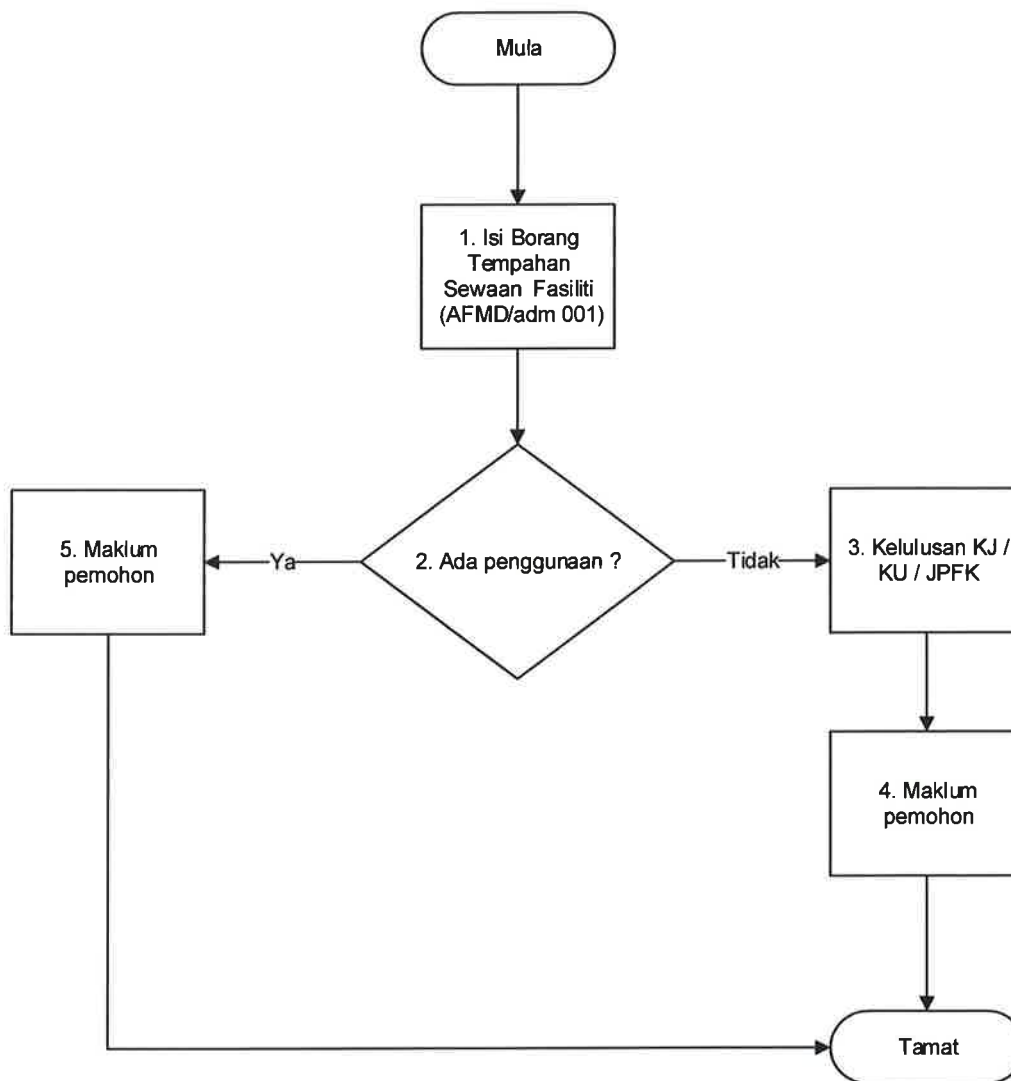 Mula
1. Isi Borang
Tempahan
Sewaan Fasiliti
(AFMD/adm 001)
2. Ada penggunaan ?
Ya
Tidak
5. Maklum
pemohon
3. Kelulusan KJ /
KU / JPFK
4. Maklum
pemohon
Tamat